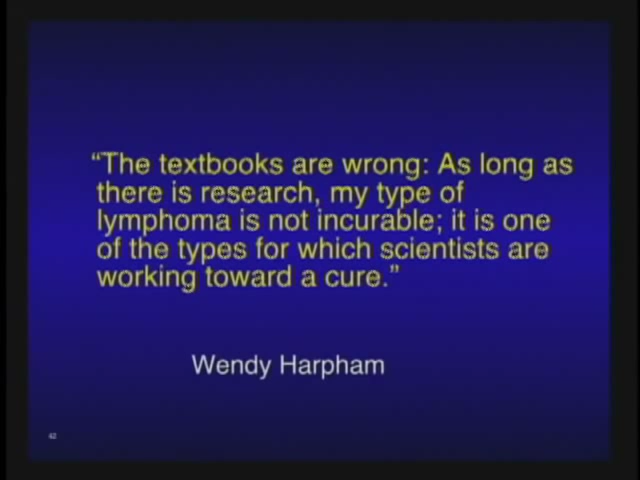 “The textbooks are wrong: As long as
there is research, my type of
lymphoma is not incurable; it is one
of the types for which scientists are
working toward a cure.”
Wendy Harpham
42